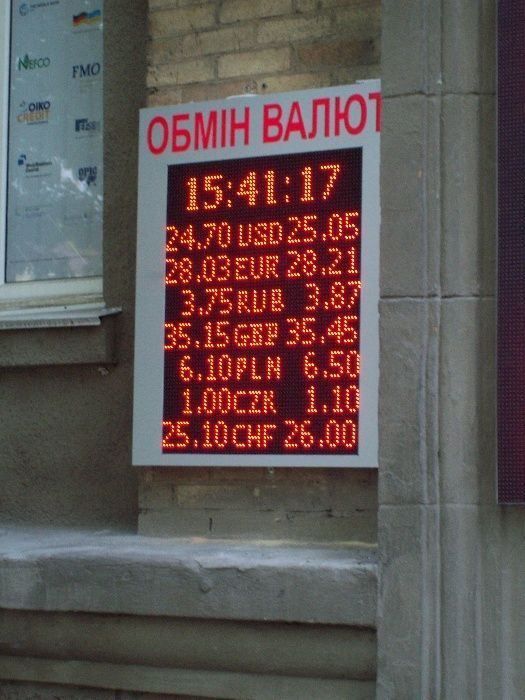 NEFCO
FMO
OIKO
CREDIT
ОБМІН ВАЛЮТ
15:41:17
24.70 USD 25.05
28.03 EUR 28.21
3.75 RUB 3.87
35.15 GBP 35.45
6.10 PLN 6.50
1.00 CZK 1.10
25.10 CHF 26.00